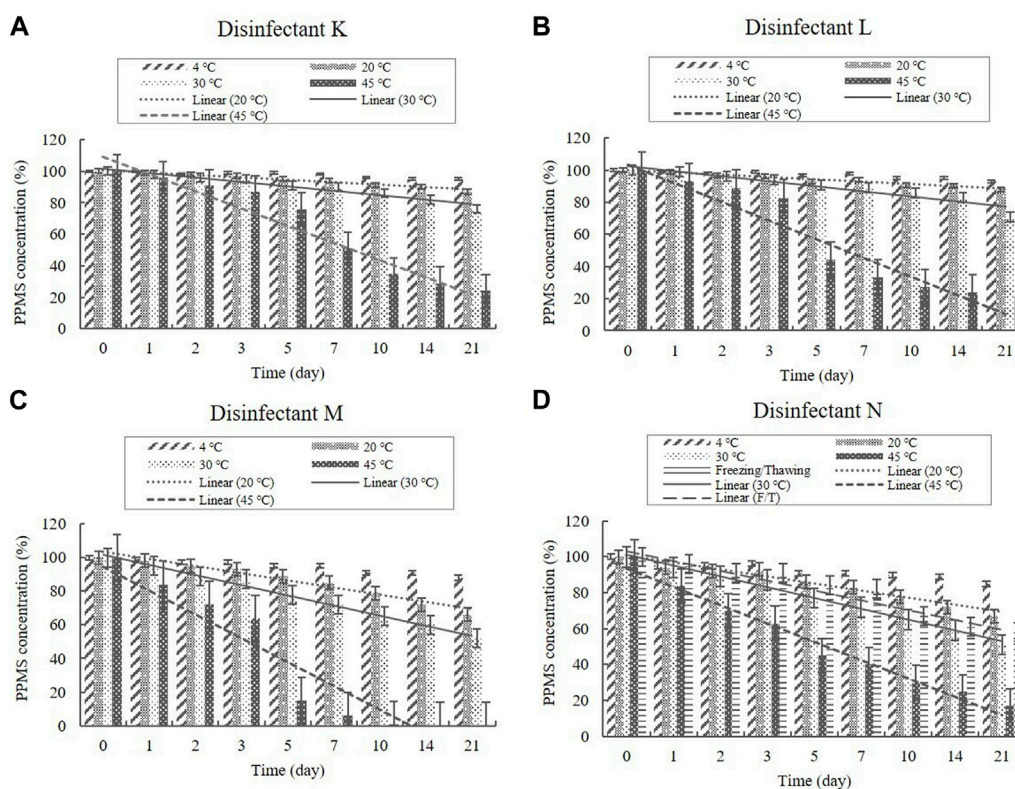 A
Disinfectant K
4 °C
20 °C
30 °C
45 °C
Linear (20 °C)
Linear (30 °C)
Linear (45 °C)
PPMS concentration (%)
120
100
80
60
40
20
0
0 1 2 3 5 7 10 14 21
Time (day)
B
Disinfectant L
4 °C
20 °C
30 °C
45 °C
Linear (20 °C)
Linear (30 °C)
Linear (45 °C)
PPMS concentration (%)
120
100
80
60
40
20
0
0 1 2 3 5 7 10 14 21
Time (day)
C
Disinfectant M
4 °C
20 °C
30 °C
45 °C
Linear (20 °C)
Linear (30 °C)
Linear (45 °C)
PPMS concentration (%)
120
100
80
60
40
20
0
0 1 2 3 5 7 10 14 21
Time (day)
D
Disinfectant N
4 °C
20 °C
30 °C
45 °C
Freezing/Thawing
Linear (20 °C)
Linear (30 °C)
Linear (45 °C)
Linear (F/T)
PPMS concentration (%)
120
100
80
60
40
20
0
0 1 2 3 5 7 10 14 21
Time (day)